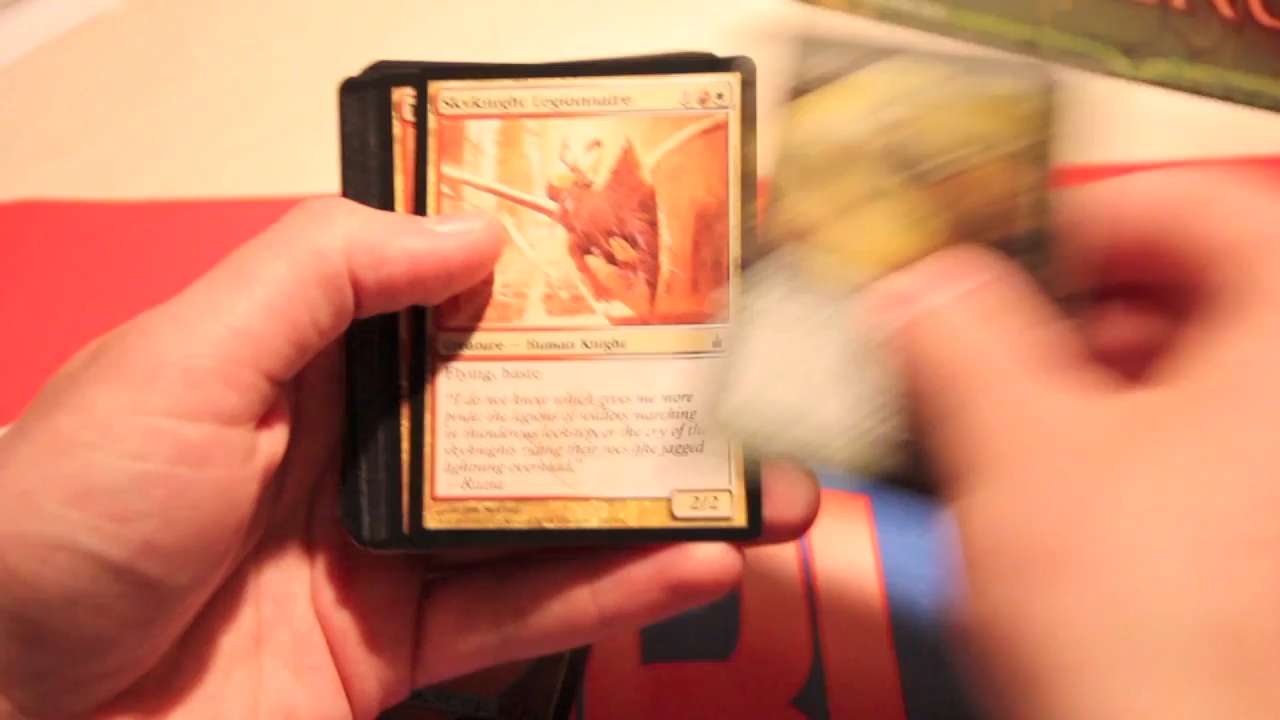 Skyknight Legionnaire
Creature — Human Knight
Flying, haste
"I do not know which gives me more
pride: the legions of soldiers marching
in thunderous lockstep, or the cry of the
skyknights riding their rocs like jagged
lightning overhead."
—Razia
2/2